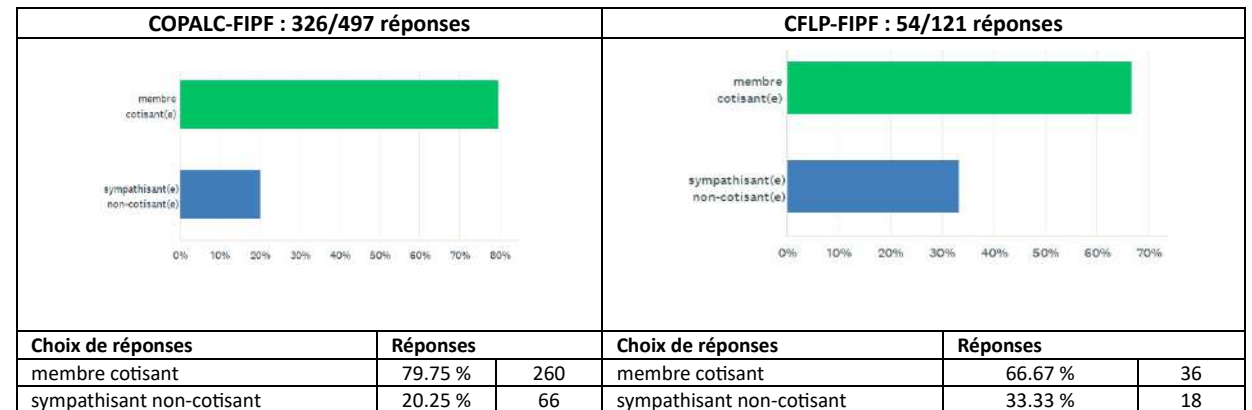 COPALC-FIPF : 326/497 réponses
CFLP-FIPF : 54/121 réponses
membre
cotisant(e)
sympathisant(e)
non-cotisant(e)
0% 10% 20% 30% 40% 50% 60% 70% 80%
membre
cotisant(e)
sympathisant(e)
non-cotisant(e)
0% 10% 20% 30% 40% 50% 60% 70%
Choix de réponses Réponses Choix de réponses Réponses
membre cotisant 79.75 % 260 membre cotisant 66.67 % 36
sympathisant non-cotisant 20.25 % 66 sympathisant non-cotisant 33.33 % 18